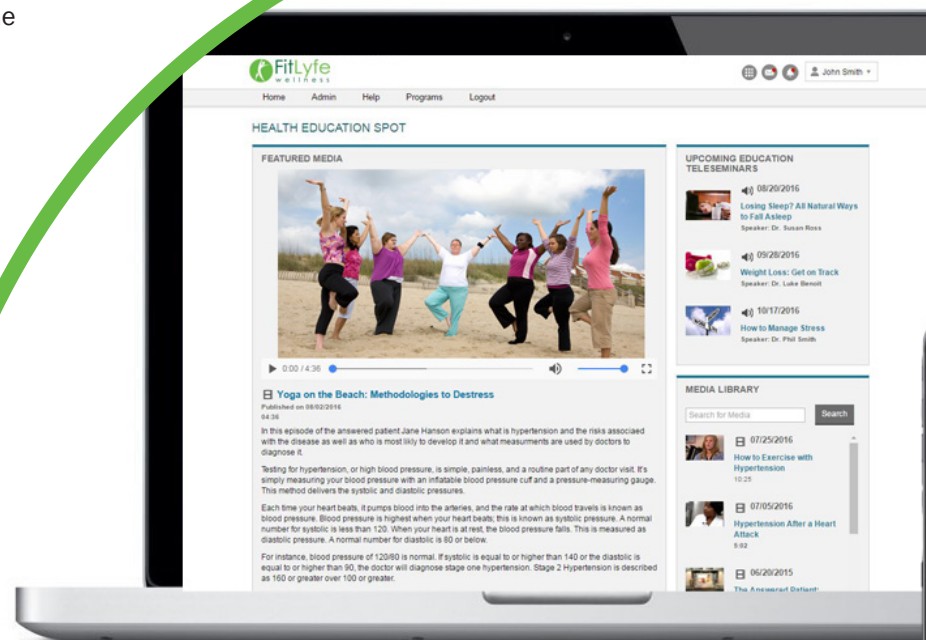 e
FitLyfe
wellness
John Smith
Home Admin Help Programs Logout
HEALTH EDUCATION SPOT
FEATURED MEDIA
0:00 / 4:36
Yoga on the Beach: Methodologies to Destress
Published on 08/02/2016
04:36
In this episode of the answered patient Jane Hanson explains what is hypertension and the risks associaed
with the disease as well as who is most likly to develop it and what measurments are used by doctors to
diagnose it.
Testing for hypertension, or high blood pressure, is simple, painless, and a routine part of any doctor visit. It's
simply measuring your blood pressure with an inflatable blood pressure cuff and a pressure-measuring gauge.
This method delivers the systolic and diastolic pressures.
Each time your heart beats, it pumps blood into the arteries, and the rate at which blood travels is known as
blood pressure. Blood pressure is highest when your heart beats; this is known as systolic pressure. A normal
number for systolic is less than 120. When your heart is at rest, the blood pressure falls. This is measured as
diastolic pressure. A normal number for diastolic is 80 or below.
For instance, blood pressure of 120/80 is normal. If systolic is equal to or higher than 140 or the diastolic is
equal to or higher than 90, the doctor will diagnose stage one hypertension. Stage 2 Hypertension is described
as 160 or greater over 100 or greater.
UPCOMING EDUCATION
TELESEMINARS
08/20/2016
Losing Sleep? All Natural Ways
to Fall Asleep
Speaker: Dr. Susan Ross
09/28/2016
Weight Loss: Get on Track
Speaker: Dr. Luke Benoit
10/17/2016
How to Manage Stress
Speaker: Dr. Phil Smith
MEDIA LIBRARY
Search for Media Search
07/25/2016
How to Exercise with
Hypertension
10:25
07/05/2016
Hypertension After a Heart
Attack
5:02
06/20/2015
The Answered Patient: